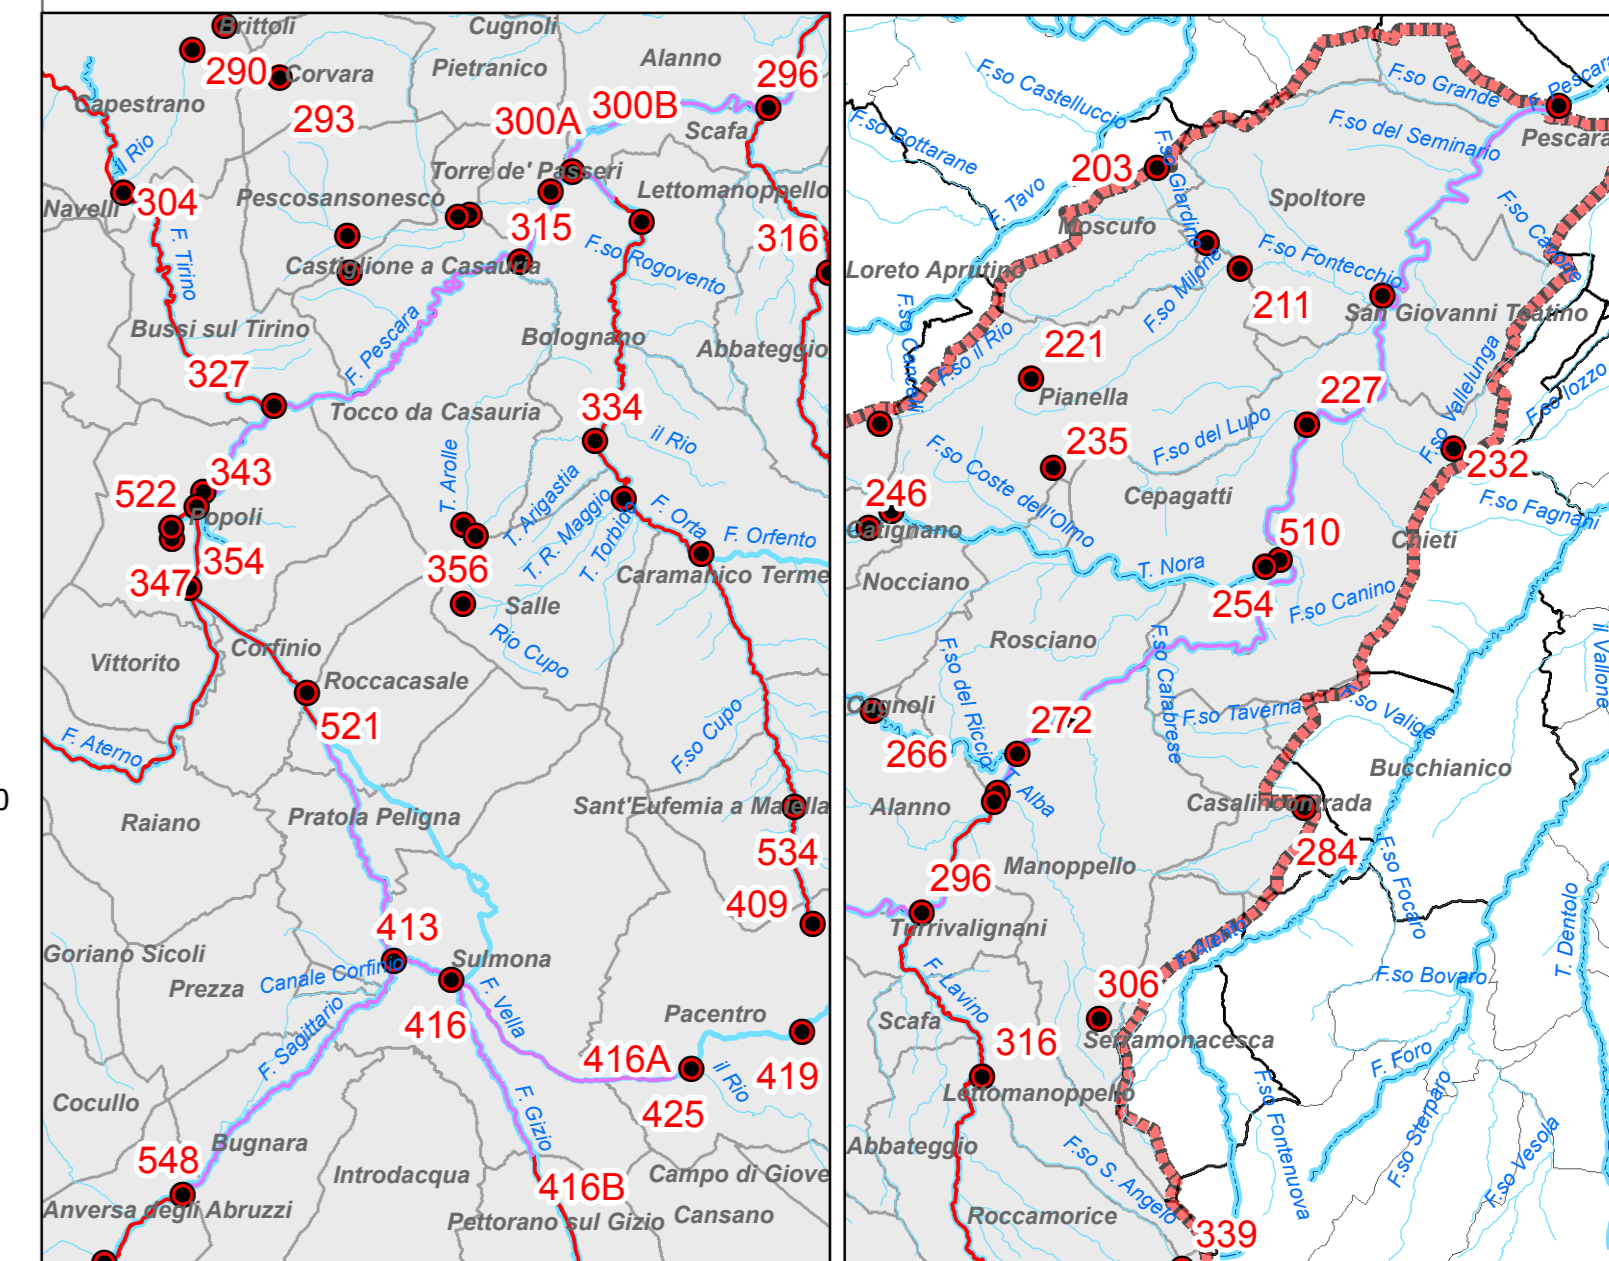 Brittoli
Cugnoli
Alanno
290
Corvara
Pietranico
296
Capestrano
293
300A
300B
Scafa
il Rio
Torre de' Passeri
Lettomanoppello
Navelli
304
Pescosansonesco
315
316
F. Tirino
Castiglione a Casauria
F.so Rogovento
Bussi sul Tirino
F. Pescara
Bolognano
Abbateggio
327
Tocco da Casauria
334
il Rio
T. Arolle
343
522
Popoli
T. Arigastia
T. R. Maggio
T. Torbido
F. Orta
F. Orfento
354
347
356
Caramanico Terme
Salle
Rio Cupo
Vittorito
Corfinio
Roccacasale
521
F. Aterno
F.so Cupo
0
Raiano
Pratola Peligna
Sant'Eufemia a Maiella
534
409
413
Goriano Sicoli
Sulmona
Canale Corfinio
Prezza
F. Vella
416
Pacentro
F. Sagittario
416A
419
il Rio
Cocullo
425
F. Gizio
Bugnara
548
Introdacqua
Campo di Giove
416B
Anversa degli Abruzzi
Pettorano sul Gizio
Cansano
F.so Castelluccio
F.so Grande
F. Pescara
F.so Bottarane
F.so del Seminario
Pescara
203
F.so Giardino
F. Tavo
Spoltore
Moscufo
F.so Cavone
Loreto Aprutino
F.so Fontecchio
F.so Milone
211
San Giovanni Teatino
F.so il Rio
221
F.so Vallelunga
Pianella
227
F.so Iozzo
235
F.so del Lupo
232
F.so Coste dell'Olmo
246
Cepagatti
F.so Fagnani
Catignano
510
Chieti
Nocciano
T. Nora
254
F.so Canino
Rosciano
F.so del Riccio
F.so Calabrese
Il Vallone
Cugnoli
272
F.so Taverna
F.so Valige
266
T. Alba
Bucchianico
Alanno
Casalincontrada
284
Manoppello
F.so Focaro
296
Turrivalignani
T. Dentolo
F. Alento
F. Lavino
F.so Bovaro
306
Scafa
316
Serramonacesca
F. Foro
Lettomanoppello
F.so Fontenuova
F.so Sterparo
Abbateggio
F.so S. Angelo
F.so Vesola
Roccamorice
339